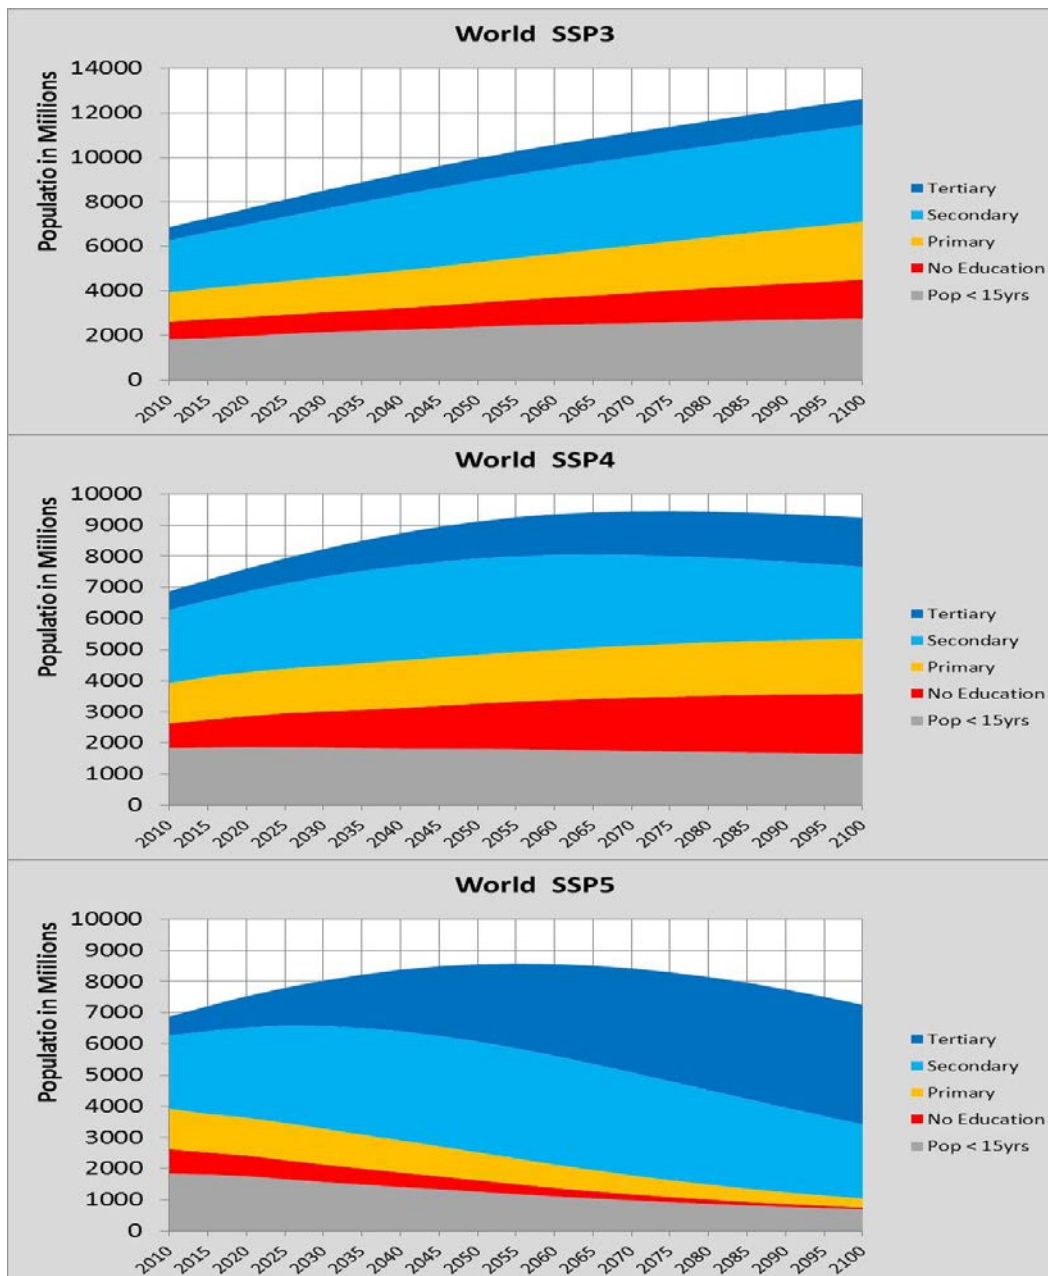 World SSP3
Populatio in Miilions
14000
12000
10000
8000
6000
4000
2000
0
2010 2015 2020 2025 2030 2035 2040 2045 2050 2055 2060 2065 2070 2075 2080 2085 2090 2095 2100
Tertiary
Secondary
Primary
No Education
Pop < 15yrs
World SSP4
Populatio in Miilions
10000
9000
8000
7000
6000
5000
4000
3000
2000
1000
0
2010 2015 2020 2025 2030 2035 2040 2045 2050 2055 2060 2065 2070 2075 2080 2085 2090 2095 2100
Tertiary
Secondary
Primary
No Education
Pop < 15yrs
World SSP5
Populatio in Miilions
10000
9000
8000
7000
6000
5000
4000
3000
2000
1000
0
2010 2015 2020 2025 2030 2035 2040 2045 2050 2055 2060 2065 2070 2075 2080 2085 2090 2095 2100
Tertiary
Secondary
Primary
No Education
Pop < 15yrs